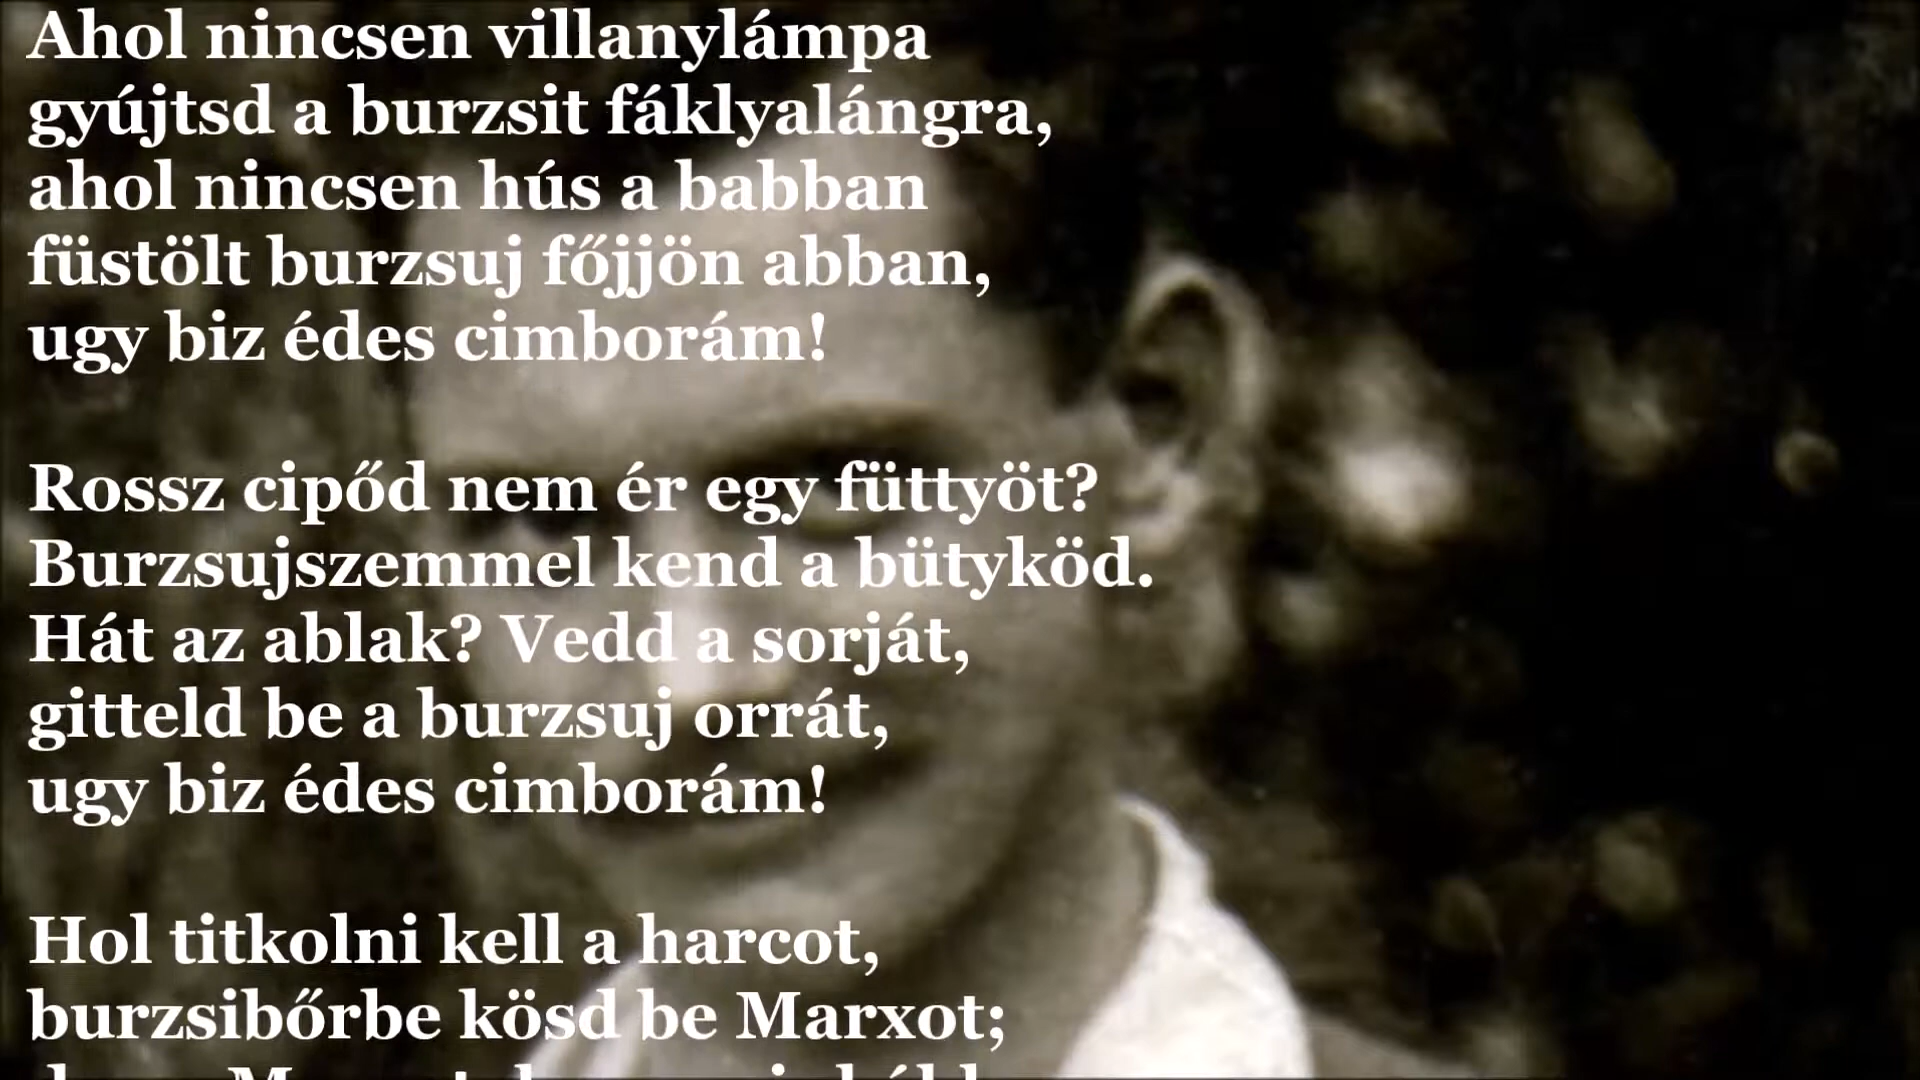 Ahol nincsen villanylámpa
gyújtsd a burzsit fáklyalángra,
ahol nincsen hús a babban
füstölt burzsuj főjjön abban,
ugy biz édes cimborám!
Rossz cipőd nem ér egy füttyöt?
Burzsujszemmel kend a bütyköd.
Hát az ablak? Vedd a sorját,
gitteld be a burzsuj orrát,
ugy biz édes cimborám!
Hol titkolni kell a harcot,
burzsibőrbe kösd be Marxot;